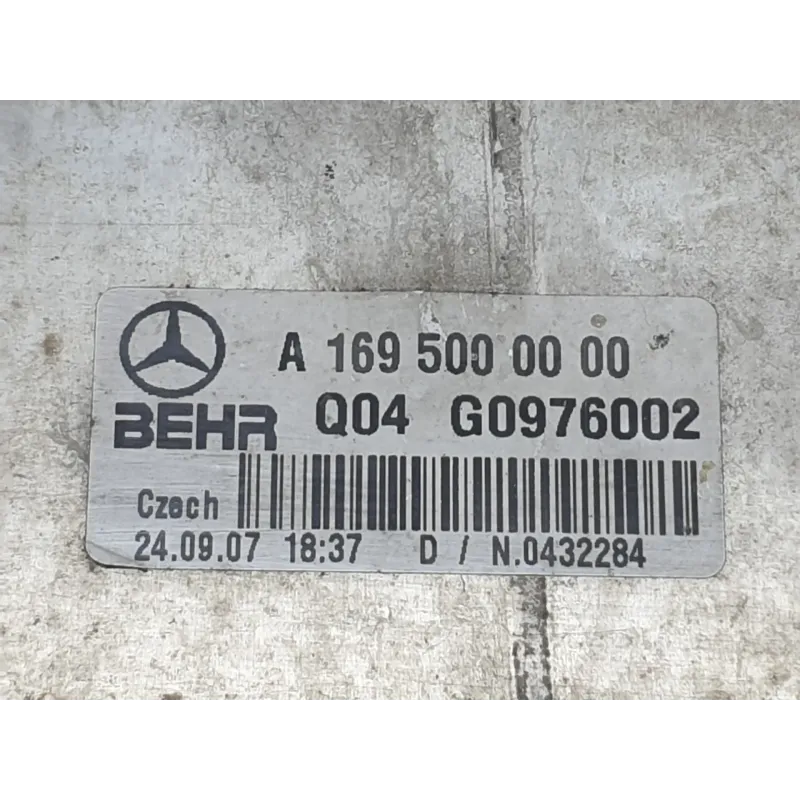 A 169 500 00 00
BEHR Q04 G0976002
Czech
24.09.07 18:37 D / N.0432284